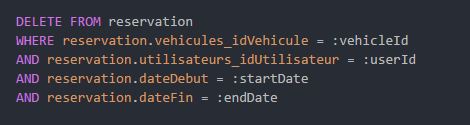 DELETE FROM reservation
WHERE reservation.vehicules_idVehicule = :vehicleId
AND reservation.utilisateurs_idUtilisateur = :userId
AND reservation.dateDebut = :startDate
AND reservation.dateFin = :endDate